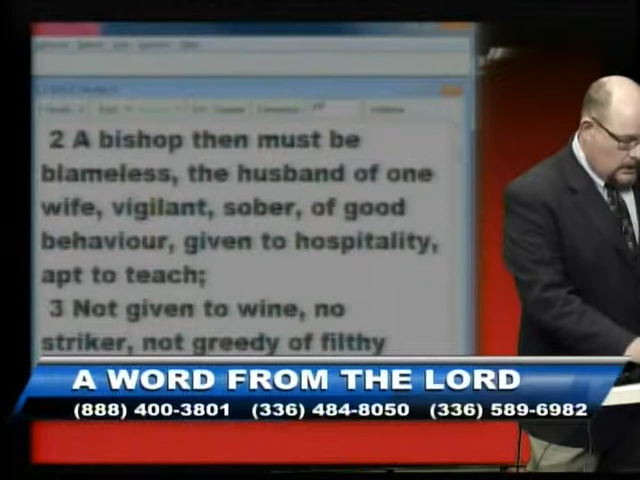 2 A bishop then must be
blameless, the husband of one
wife, vigilant, sober, of good
behaviour, given to hospitality,
apt to teach;
3 Not given to wine, no
striker, not greedy of filthy
A WORD FROM THE LORD
(888) 400-3801 (336) 484-8050 (336) 589-6982